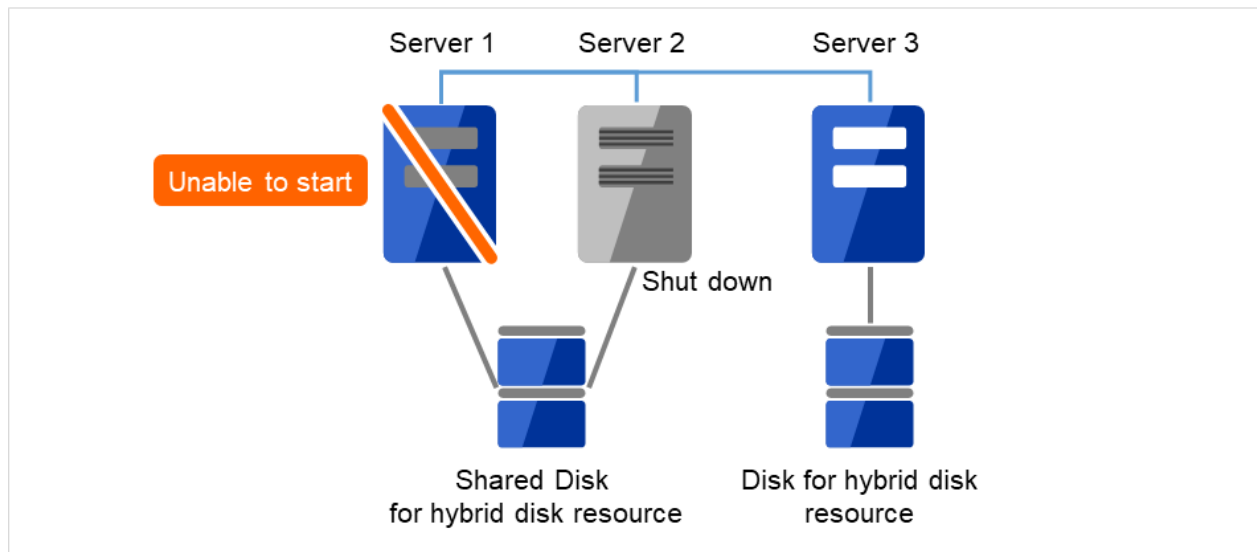 Server 1
Server 2
Server 3
Unable to start
Shut down
Shared Disk
for hybrid disk resource
Disk for hybrid disk
resource